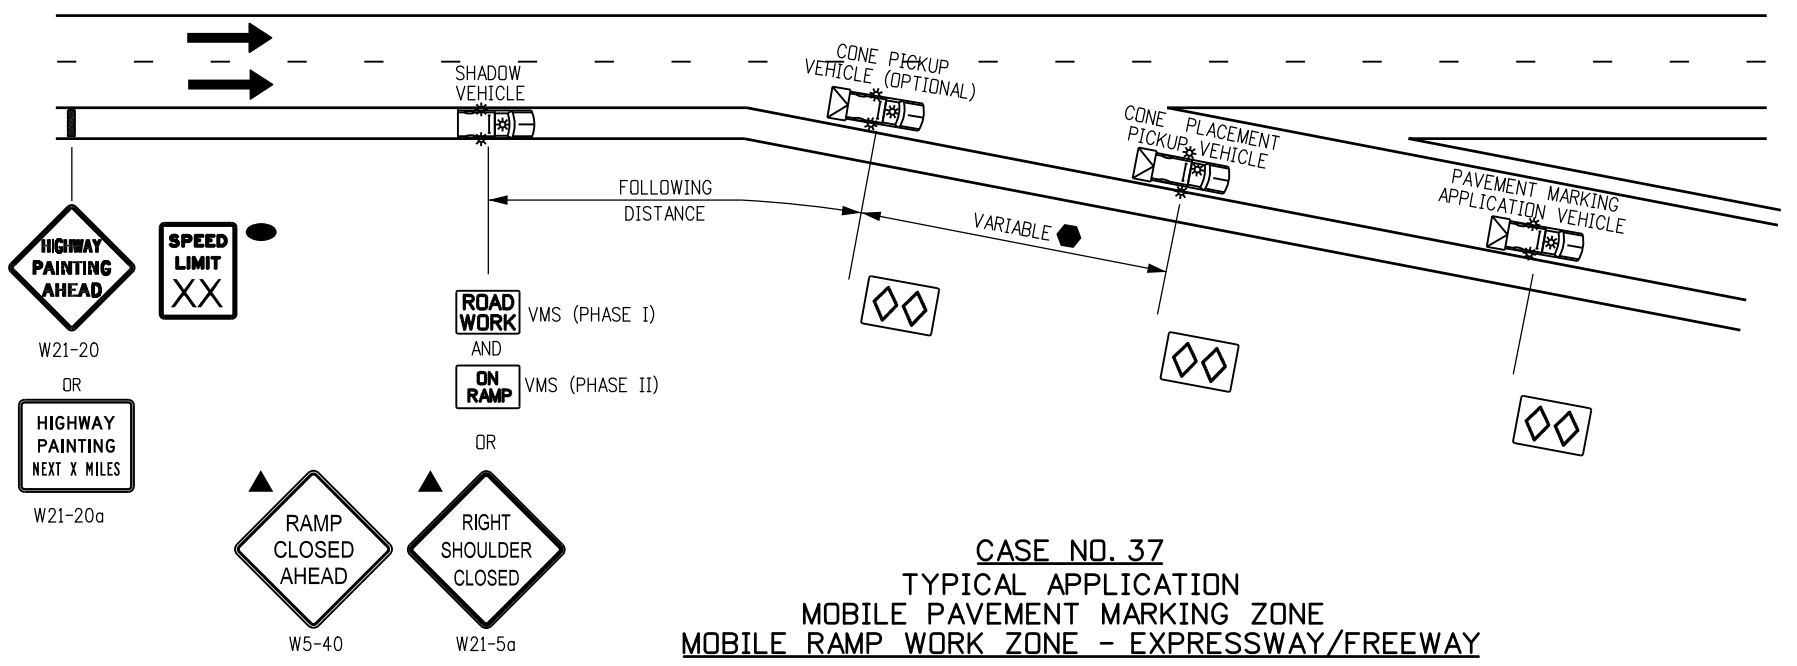 CONE PICKUP
VEHICLE (OPTIONAL)
SHADOW
VEHICLE
CONE PLACEMENT
PICKUP VEHICLE
PAVEMENT MARKING
APPLICATION VEHICLE
FOLLOWING
DISTANCE
VARIABLE
HIGHWAY
PAINTING
AHEAD
W21-20
OR
HIGHWAY
PAINTING
NEXT X MILES
W21-20a
SPEED
LIMIT
XX
ROAD
WORK
VMS (PHASE I)
AND
ON
RAMP
VMS (PHASE II)
OR
RAMP
CLOSED
AHEAD
W5-40
RIGHT
SHOULDER
CLOSED
W21-5a
CASE NO. 37
TYPICAL APPLICATION
MOBILE PAVEMENT MARKING ZONE
MOBILE RAMP WORK ZONE - EXPRESSWAY/FREEWAY